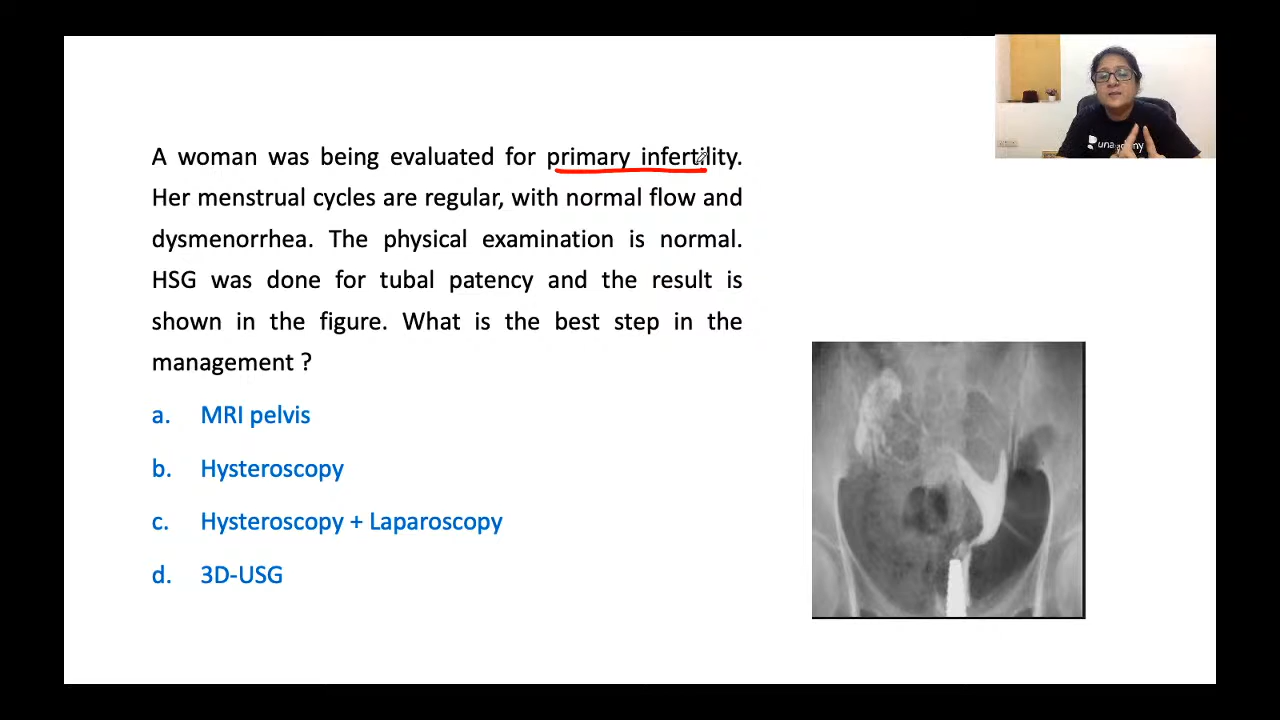 A woman was being evaluated for primary infertility.
Her menstrual cycles are regular, with normal flow and
dysmenorrhea. The physical examination is normal.
HSG was done for tubal patency and the result is
shown in the figure. What is the best step in the
management ?
a. MRI pelvis
b. Hysteroscopy
c. Hysteroscopy + Laparoscopy
d. 3D-USG